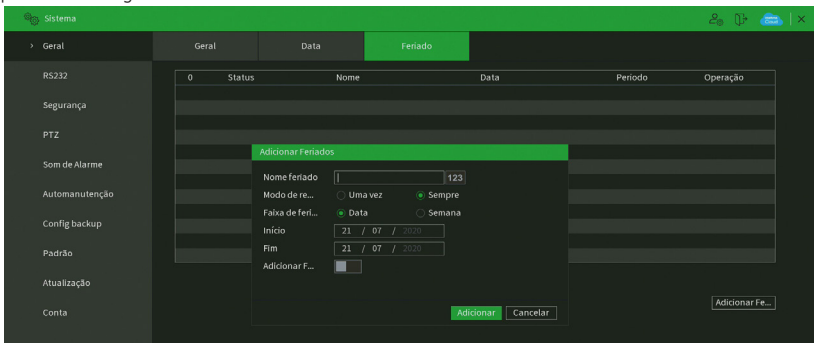 Sistema
Geral
Geral Data Feriado
RS232
Segurança
PTZ
Som de Alarme
Automanutenção
Config backup
Padrão
Atualização
Conta
0 Status Nome Data Período Operação
Adicionar Feriados
Nome feriado 123
Modo de re... Uma vez Sempre
Faixa de feri... Data Semana
Início 21 / 07 / 2020
Fim 21 / 07 / 2020
Adicionar F...
Adicionar Cancelar
Adicionar Fe...